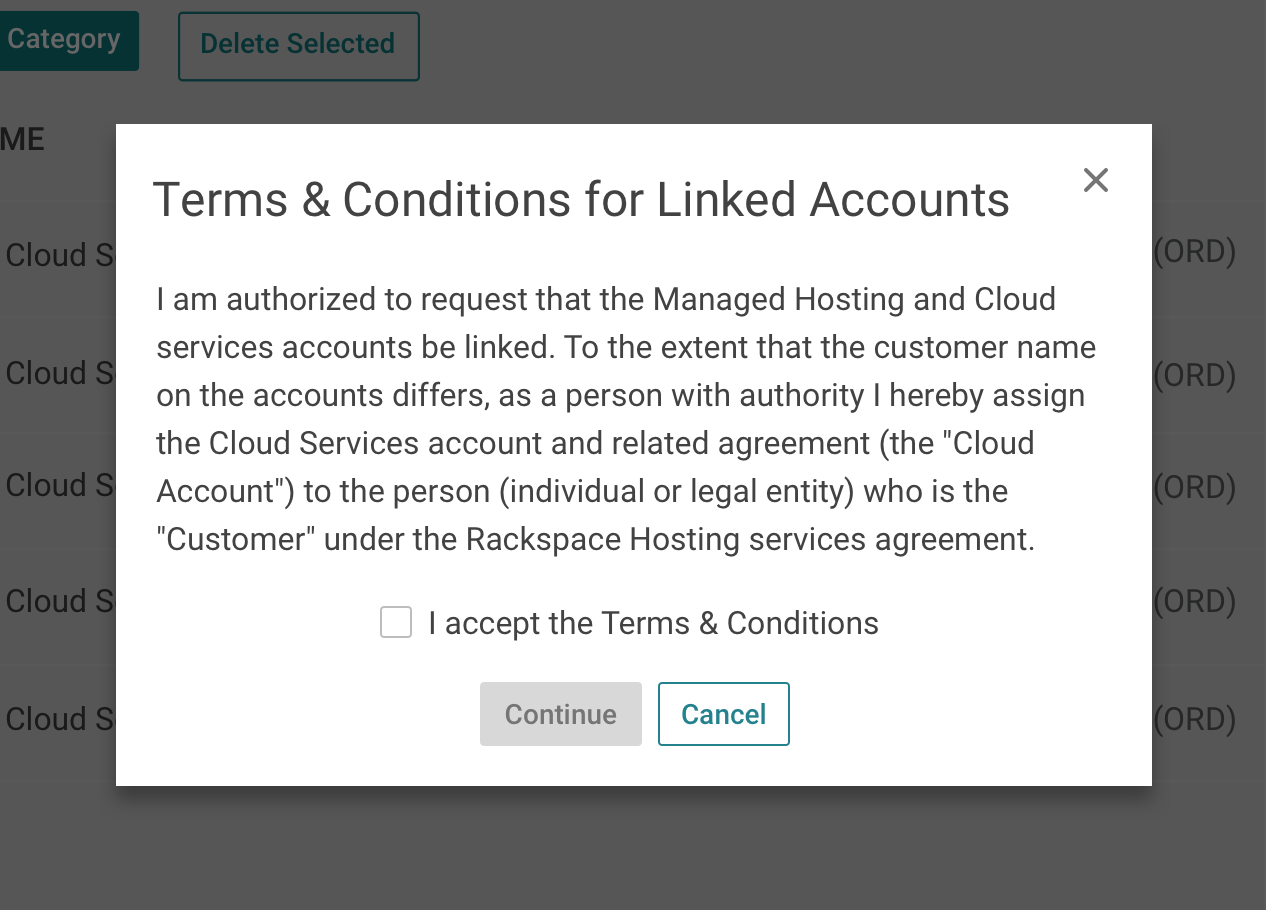 Category
Delete Selected
ME
Terms & Conditions for Linked Accounts
Cloud S
(ORD)
I am authorized to request that the Managed Hosting and Cloud
services accounts be linked. To the extent that the customer name
Cloud S
(ORD)
on the accounts differs, as a person with authority I hereby assign
the Cloud Services account and related agreement (the "Cloud
Cloud S
(ORD)
Account") to the person (individual or legal entity) who is the
"Customer" under the Rackspace Hosting services agreement.
Cloud S
(ORD)
I accept the Terms & Conditions
Cloud S
(ORD)
Continue
Cancel